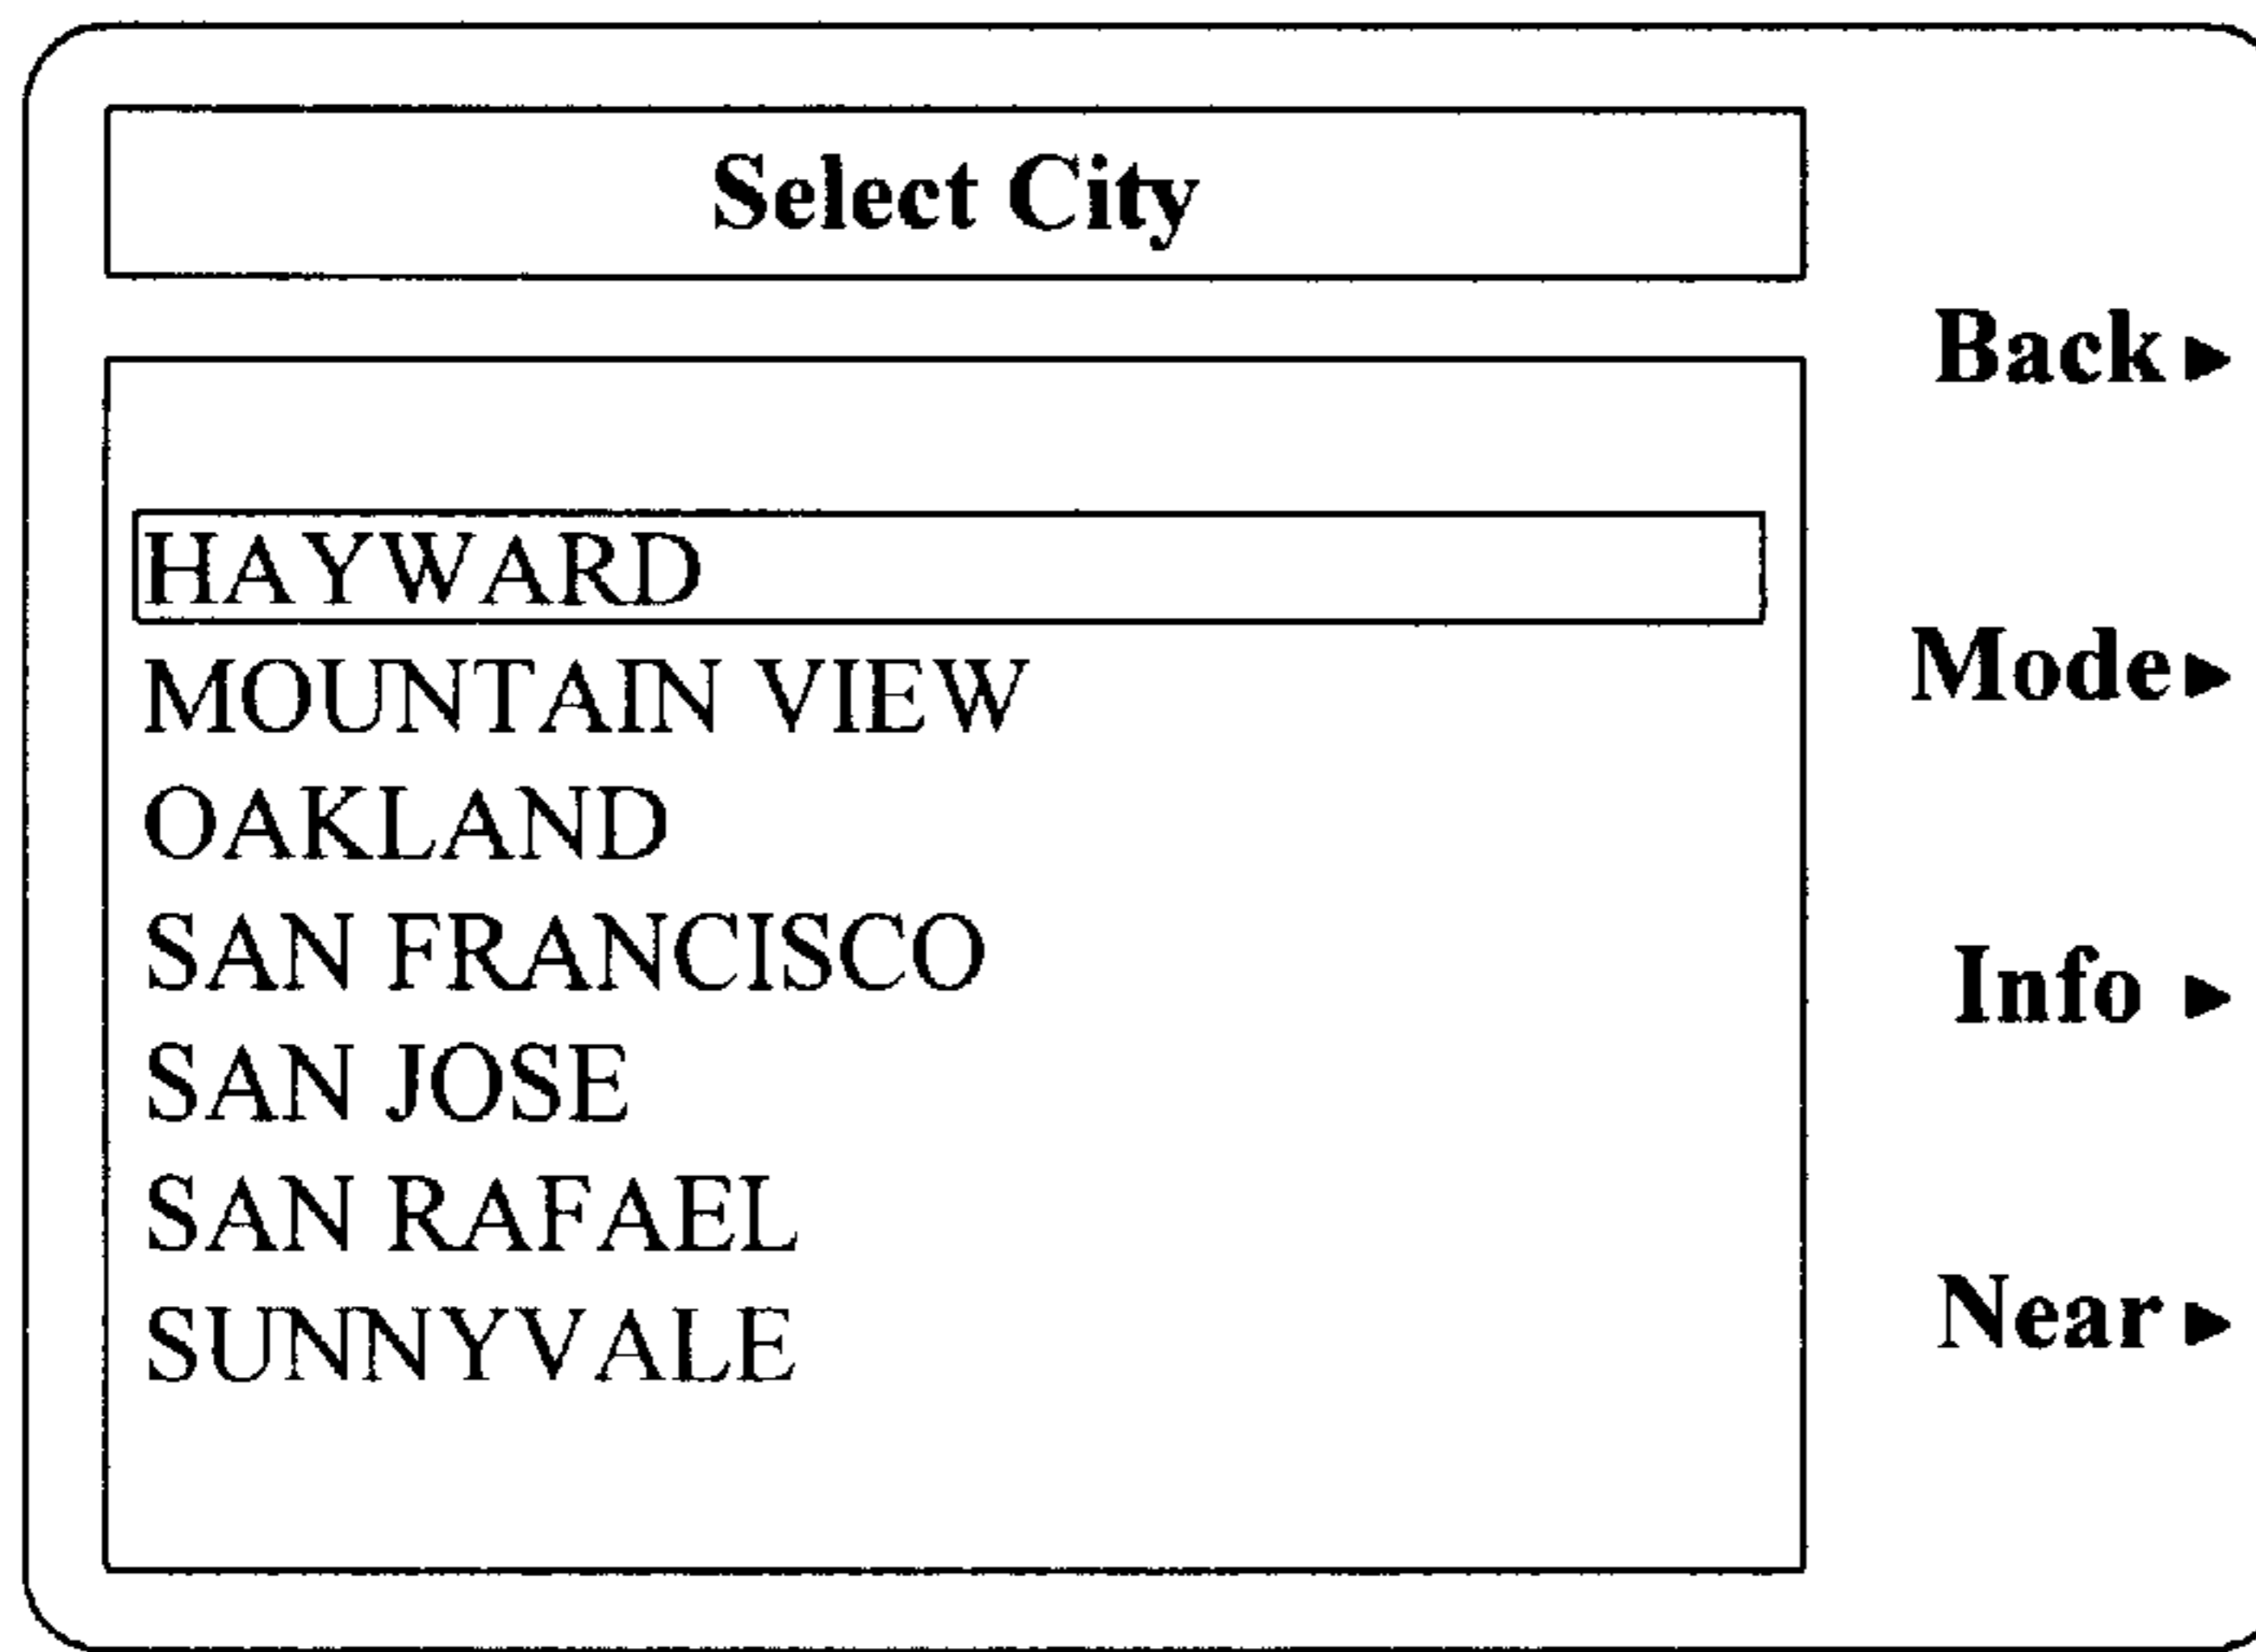 Select City
HAYWARD
MOUNTAIN VIEW
OAKLAND
SAN FRANCISCO
SAN JOSE
SAN RAFAEL
SUNNYVALE
Back ▶
Mode ▶
Info ▶
Near ▶